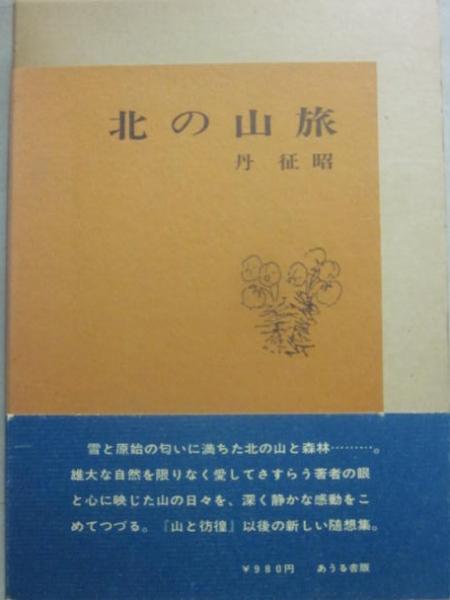 北の山旅
丹 征昭
雪と原始の匂いに満ちた北の山と森林………。
雄大な自然を限りなく愛してさすらう著者の眼
と心に映じた山の日々を、深く静かな感動をこ
めてつづる。『山と彷徨』以後の新しい随想集。
¥980円 あうる舎版